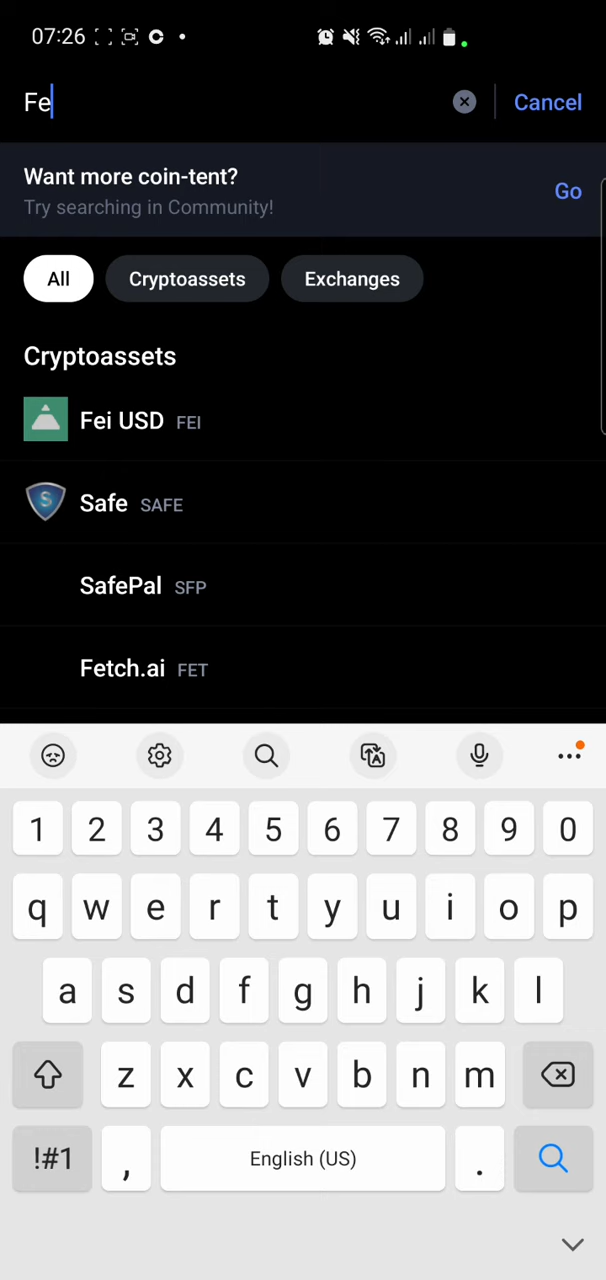 07:26
Fe
Cancel
Want more coin-tent?
Try searching in Community!
Go
All Cryptoassets Exchanges
Cryptoassets
Fei USD FEI
S Safe SAFE
SafePal SFP
Fetch.ai FET
1 2 3 4 5 6 7 8 9 0
q w e r t y u i o p
a s d f g h j k l
z x c v b n m
!#1 , English (US) .